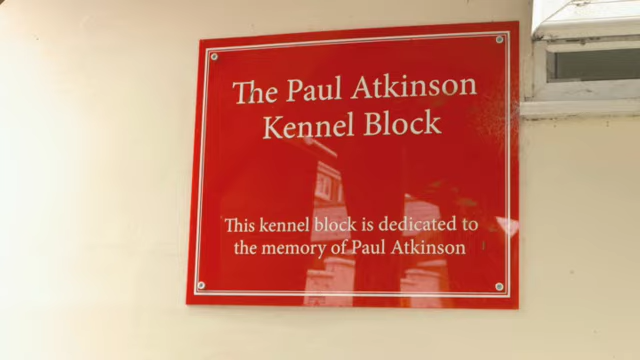 The Paul Atkinson
Kennel Block
This kennel block is dedicated to
the memory of Paul Atkinson